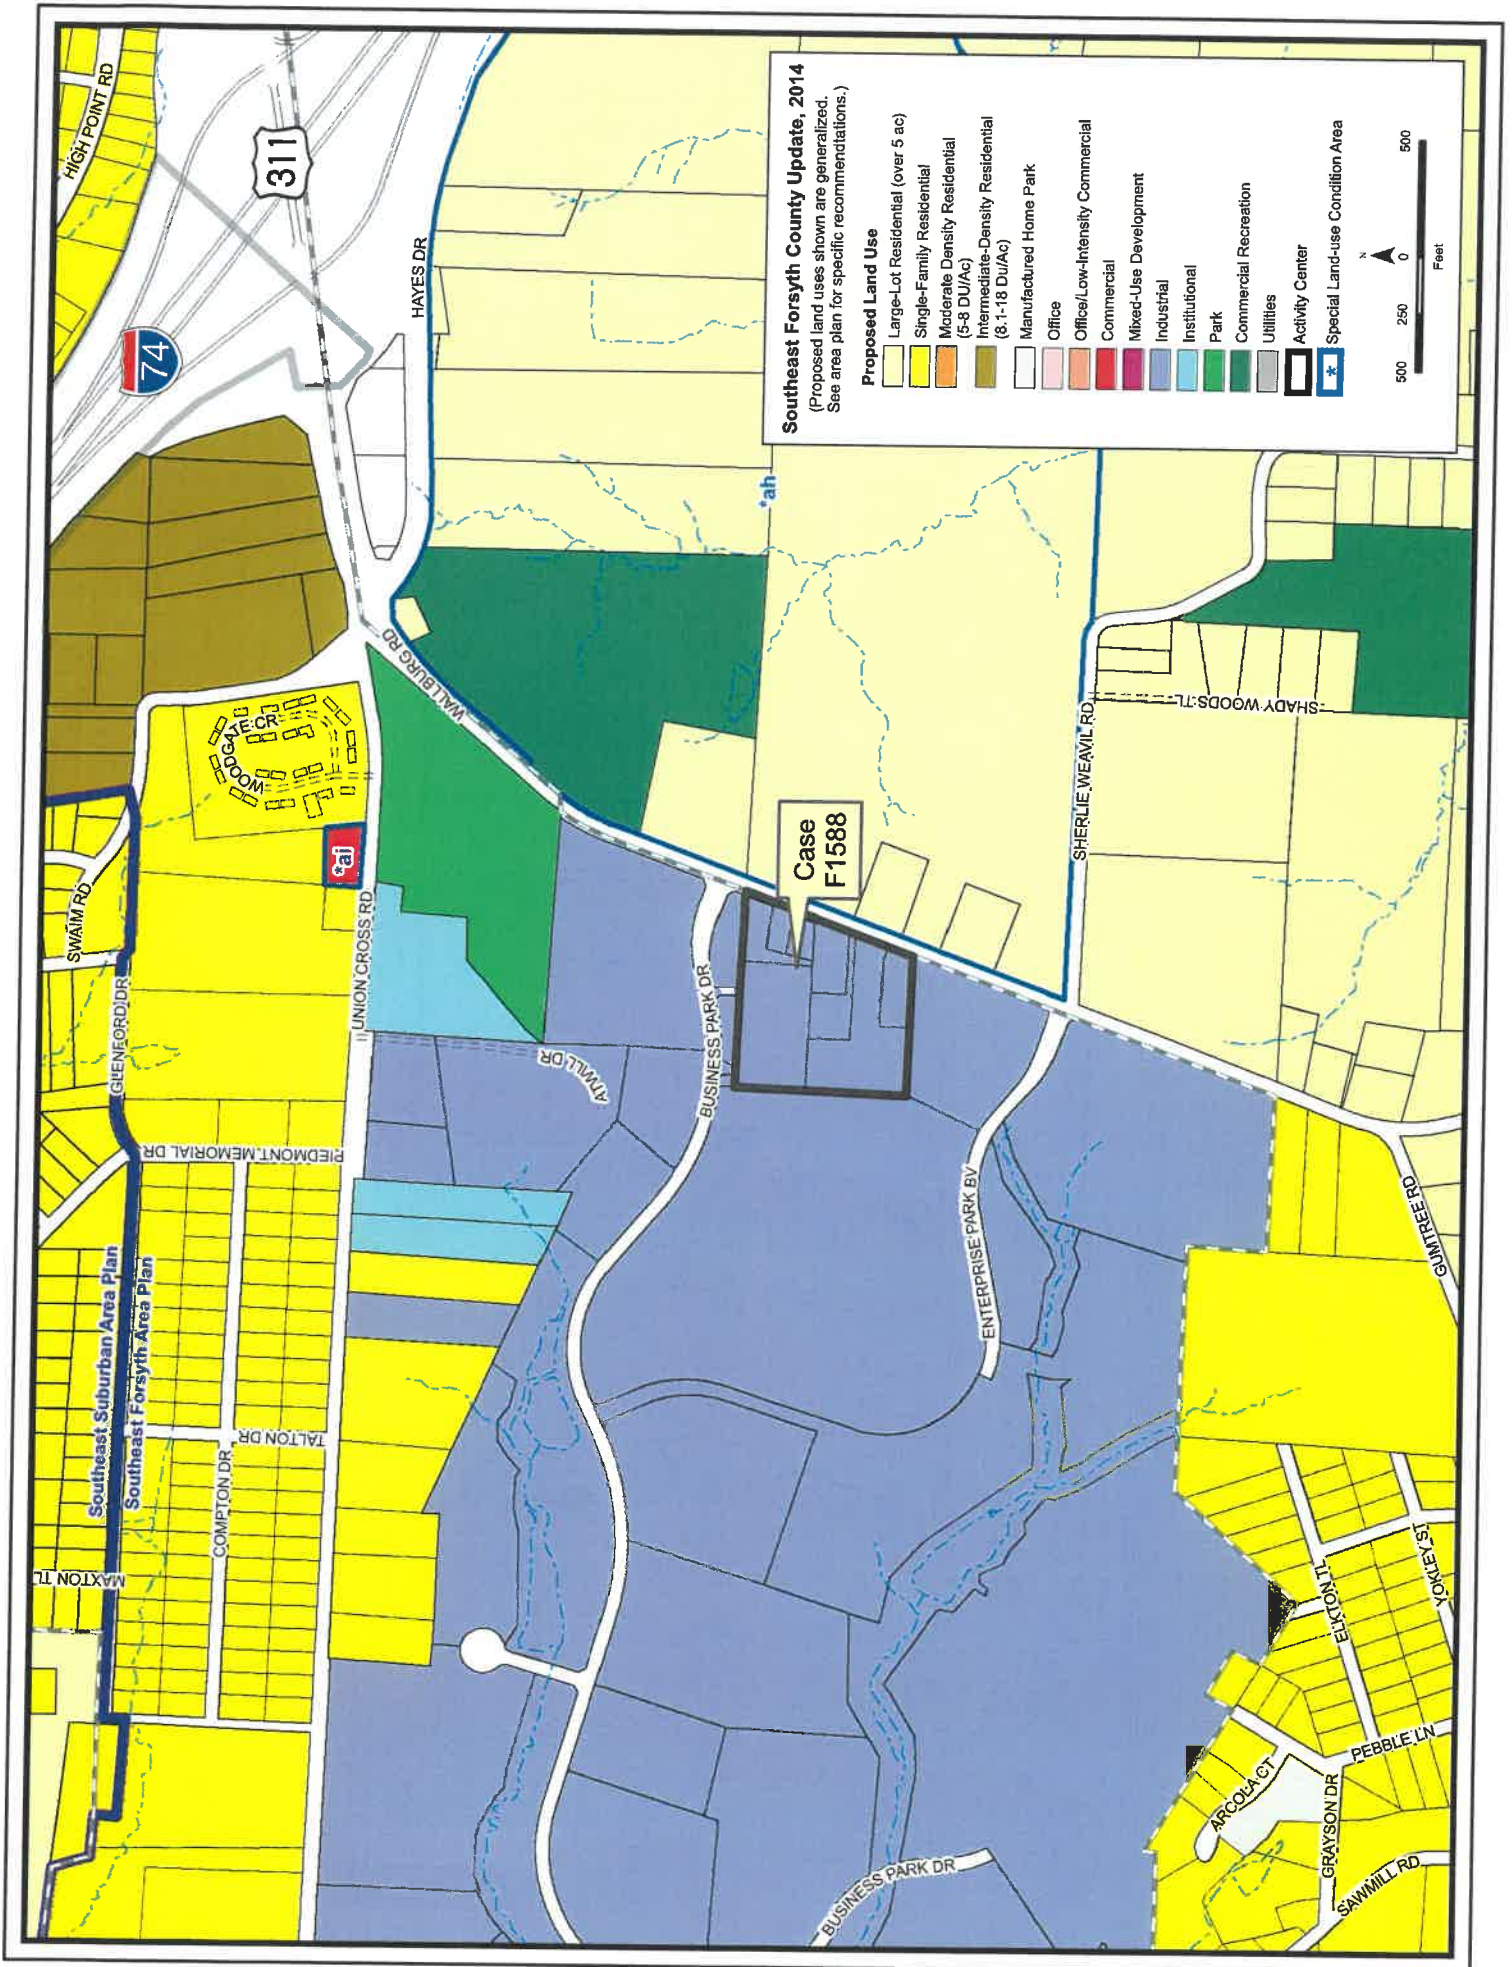 HIGH POINT RD
311
74
HAYES DR
SWAIM RD
GLENFORD DR
WOODGATE CR
WALLBURG RD
*ai
UNION CROSS RD
*ah
Case
F1588
SHERLIE WEAVIL RD
SHADY WOODS TL
BUSINESS PARK DR
ATWILL DR
PIEDMONT MEMORIAL DR
Southeast Suburban Area Plan
Southeast Forsyth Area Plan
TALTON DR
COMPTON DR
MAXTON TL
ENTERPRISE PARK BV
GUMTREE RD
ELKTON TL
YOKLEY ST
PEBBLE LN
ARCOLA CT
GRAYSON DR
SAWMILL RD
BUSINESS PARK DR
Southeast Forsyth County Update, 2014
(Proposed land uses shown are generalized.
See area plan for specific recommendtations.)
Proposed Land Use
Large-Lot Residential (over 5 ac)
Single-Family Residential
Moderate Density Residential
(5-8 DU/Ac)
Intermediate-Density Residential
(8.1-18 Du/Ac)
Manufactured Home Park
Office
Office/Low-Intensity Commercial
Commercial
Mixed-Use Development
Industrial
Institutional
Park
Commercial Recreation
Utilities
Activity Center
* Special Land-use Condition Area
N
500 250 0 500
Feet